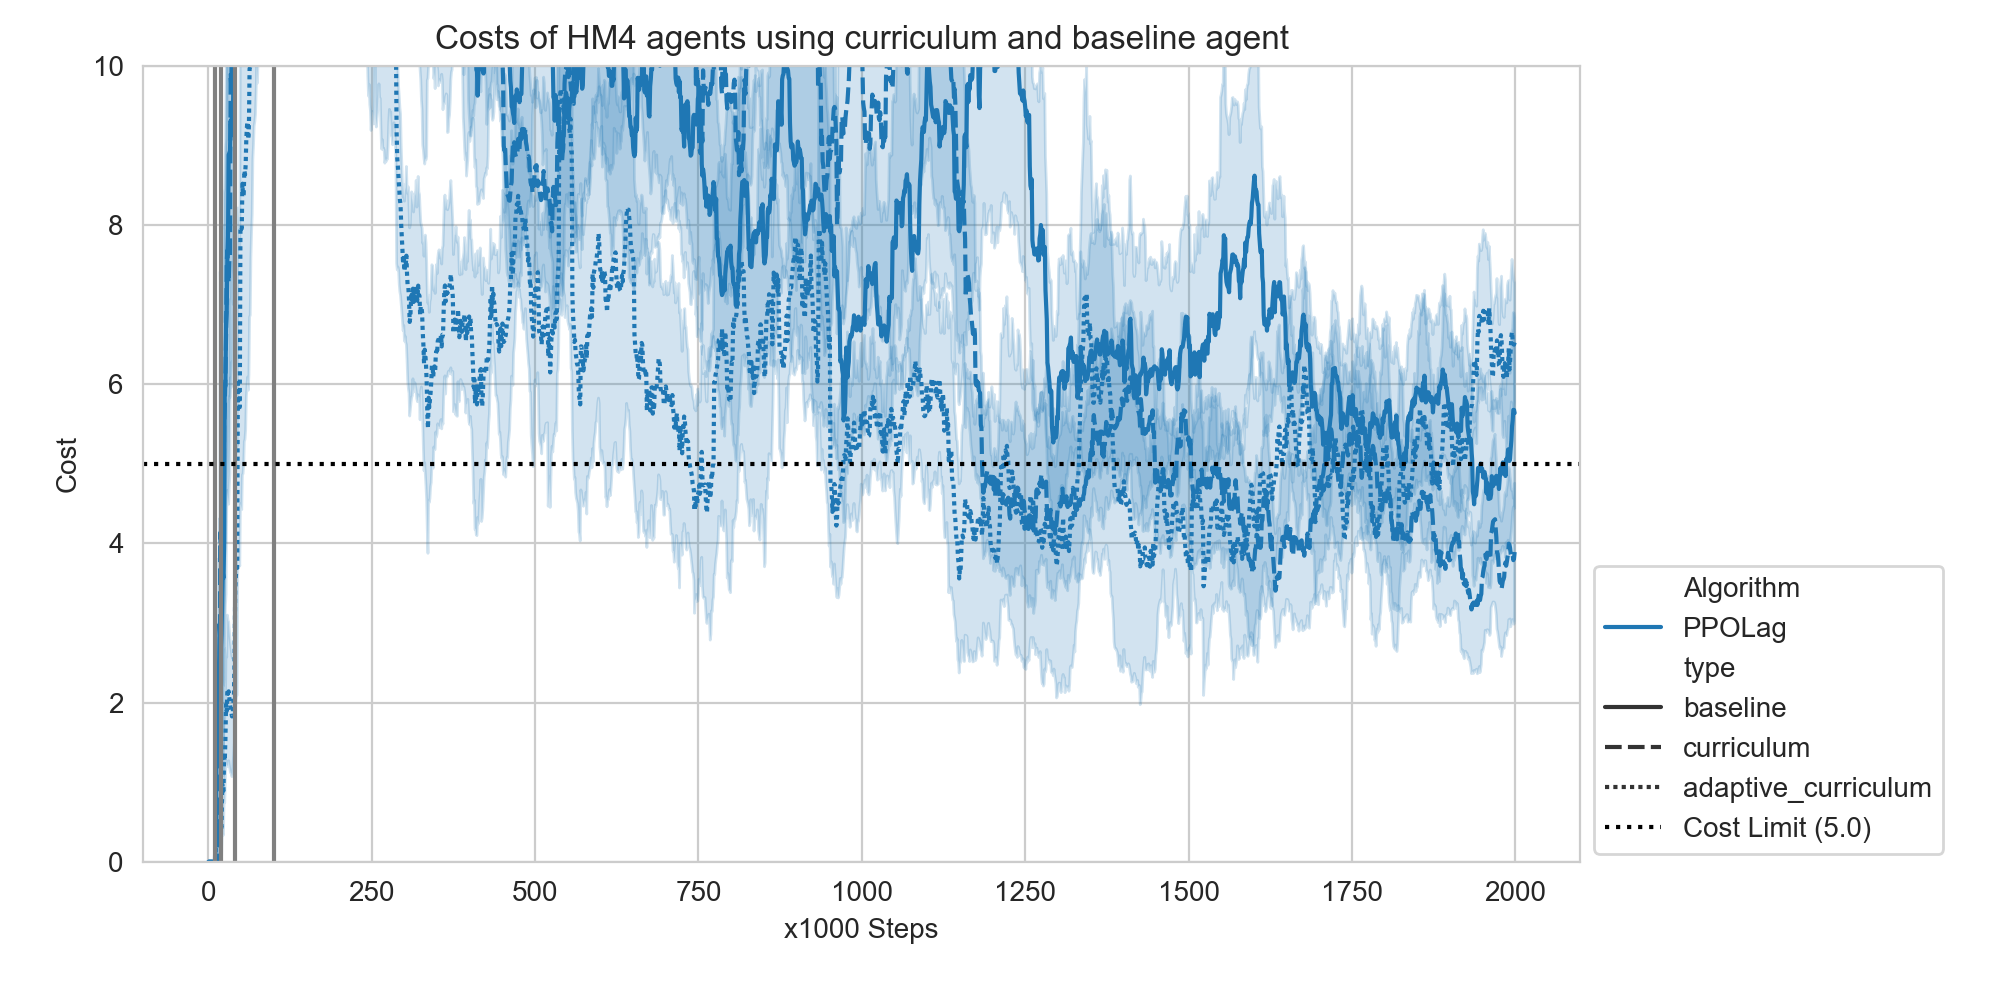 Costs of HM4 agents using curriculum and baseline agent
10
8
6
4
2
0
Cost
0 250 500 750 1000 1250 1500 1750 2000
x1000 Steps
Algorithm
PPOLag
type
baseline
curriculum
adaptive_curriculum
Cost Limit (5.0)